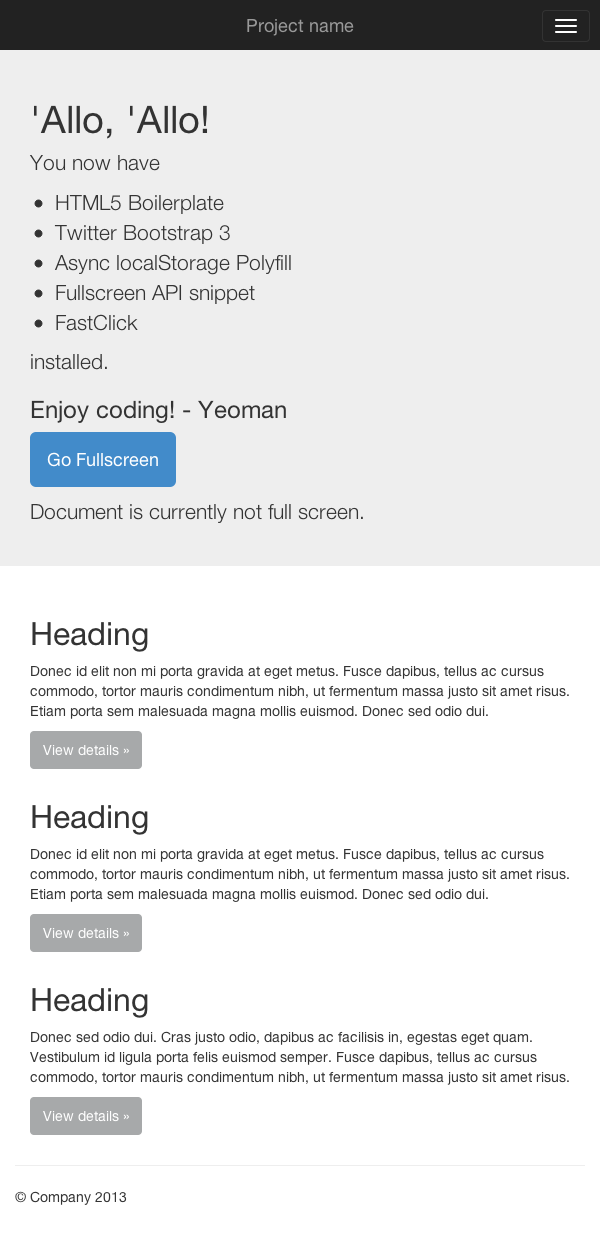 Project name
'Allo, 'Allo!
You now have
• HTML5 Boilerplate
• Twitter Bootstrap 3
• Async localStorage Polyfill
• Fullscreen API snippet
• FastClick
installed.
Enjoy coding! - Yeoman
Go Fullscreen
Document is currently not full screen.
Heading
Donec id elit non mi porta gravida at eget metus. Fusce dapibus, tellus ac cursus
commodo, tortor mauris condimentum nibh, ut fermentum massa justo sit amet risus.
Etiam porta sem malesuada magna mollis euismod. Donec sed odio dui.
View details »
Heading
Donec id elit non mi porta gravida at eget metus. Fusce dapibus, tellus ac cursus
commodo, tortor mauris condimentum nibh, ut fermentum massa justo sit amet risus.
Etiam porta sem malesuada magna mollis euismod. Donec sed odio dui.
View details »
Heading
Donec sed odio dui. Cras justo odio, dapibus ac facilisis in, egestas eget quam.
Vestibulum id ligula porta felis euismod semper. Fusce dapibus, tellus ac cursus
commodo, tortor mauris condimentum nibh, ut fermentum massa justo sit amet risus.
View details »
© Company 2013